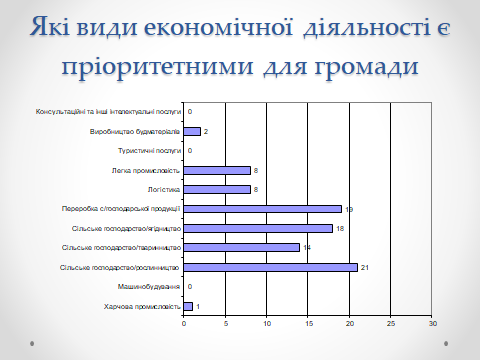 Які види економічної діяльності є
пріоритетними для громади
Консультаційні та інші інтелектуальні послуги 0
Виробництво будматеріалів 2
Туристичні послуги 0
Легка промисловість 8
Логістика 8
Переробка с/господарської продукції 19
Сільське господарство/ягідництво 18
Сільське господарство/тваринництво 14
Сільське господарство/рослинництво 21
Машинобудування 0
Харчова промисловість 1
0 5 10 15 20 25 30